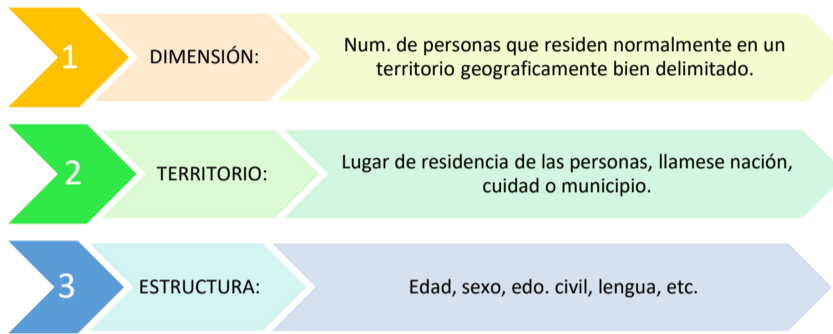 1
DIMENSIÓN:
Num. de personas que residen normalmente en un
territorio geograficamente bien delimitado.
2
TERRITORIO:
Lugar de residencia de las personas, llamese nación,
cuidad o municipio.
3
ESTRUCTURA:
Edad, sexo, edo. civil, lengua, etc.